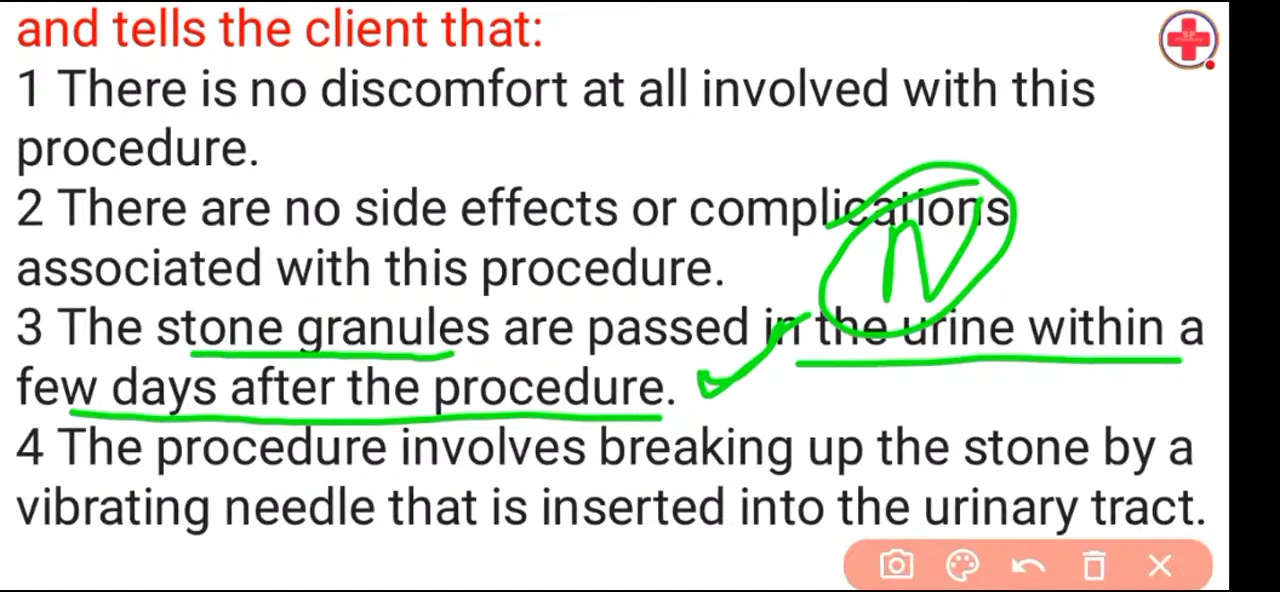 and tells the client that:
1 There is no discomfort at all involved with this
procedure.
2 There are no side effects or complications
associated with this procedure.
3 The stone granules are passed in the urine within a
few days after the procedure.
4 The procedure involves breaking up the stone by a
vibrating needle that is inserted into the urinary tract.